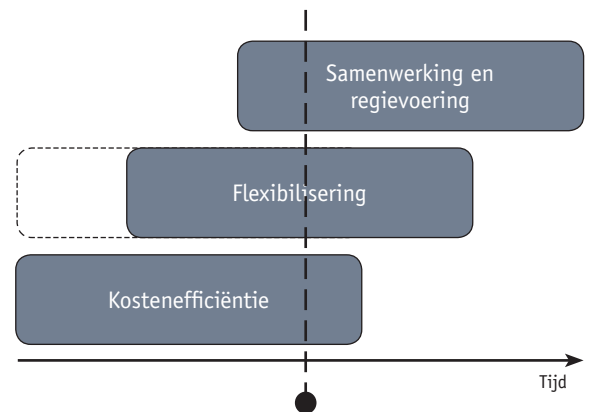 Samenwerking en
regievoering
Flexibilisering
Kostenefficiëntie
Tijd